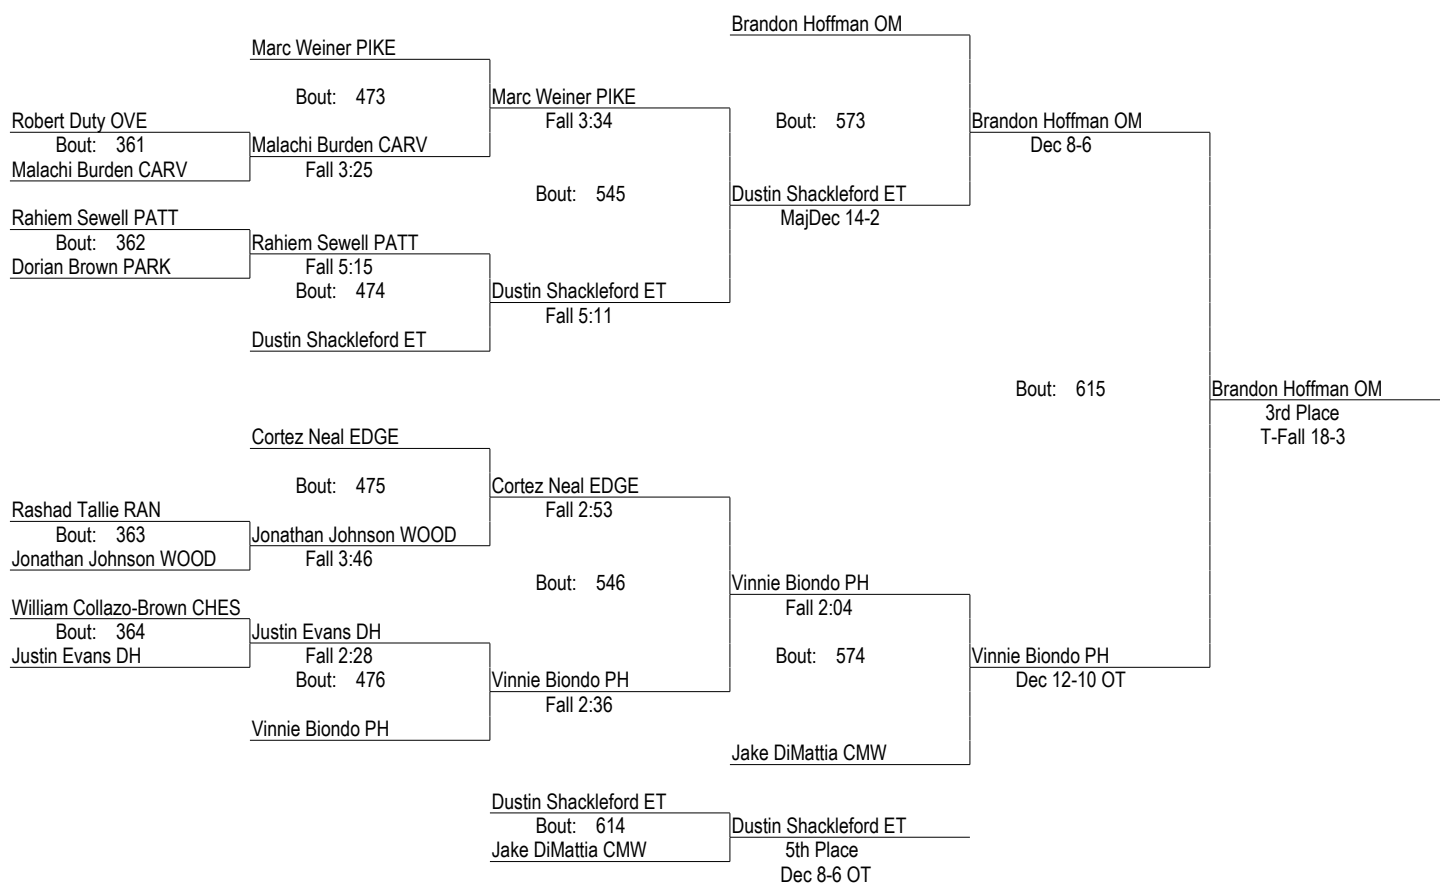 Brandon Hoffman OM
Marc Weiner PIKE
Bout: 473
Marc Weiner PIKE
Robert Duty OVE
Fall 3:34
Bout: 573
Brandon Hoffman OM
Bout: 361
Malachi Burden CARV
Dec 8-6
Malachi Burden CARV
Fall 3:25
Bout: 545
Dustin Shackleford ET
Rahiem Sewell PATT
MajDec 14-2
Bout: 362
Rahiem Sewell PATT
Dorian Brown PARK
Fall 5:15
Bout: 474
Dustin Shackleford ET
Fall 5:11
Dustin Shackleford ET
Bout: 615
Brandon Hoffman OM
3rd Place
T-Fall 18-3
Cortez Neal EDGE
Bout: 475
Cortez Neal EDGE
Rashad Tallie RAN
Fall 2:53
Bout: 363
Jonathan Johnson WOOD
Jonathan Johnson WOOD
Fall 3:46
Bout: 546
Vinnie Biondo PH
William Collazo-Brown CHES
Fall 2:04
Bout: 364
Justin Evans DH
Justin Evans DH
Fall 2:28
Bout: 574
Vinnie Biondo PH
Bout: 476
Vinnie Biondo PH
Dec 12-10 OT
Fall 2:36
Vinnie Biondo PH
Jake DiMattia CMW
Dustin Shackleford ET
Bout: 614
Dustin Shackleford ET
Jake DiMattia CMW
5th Place
Dec 8-6 OT